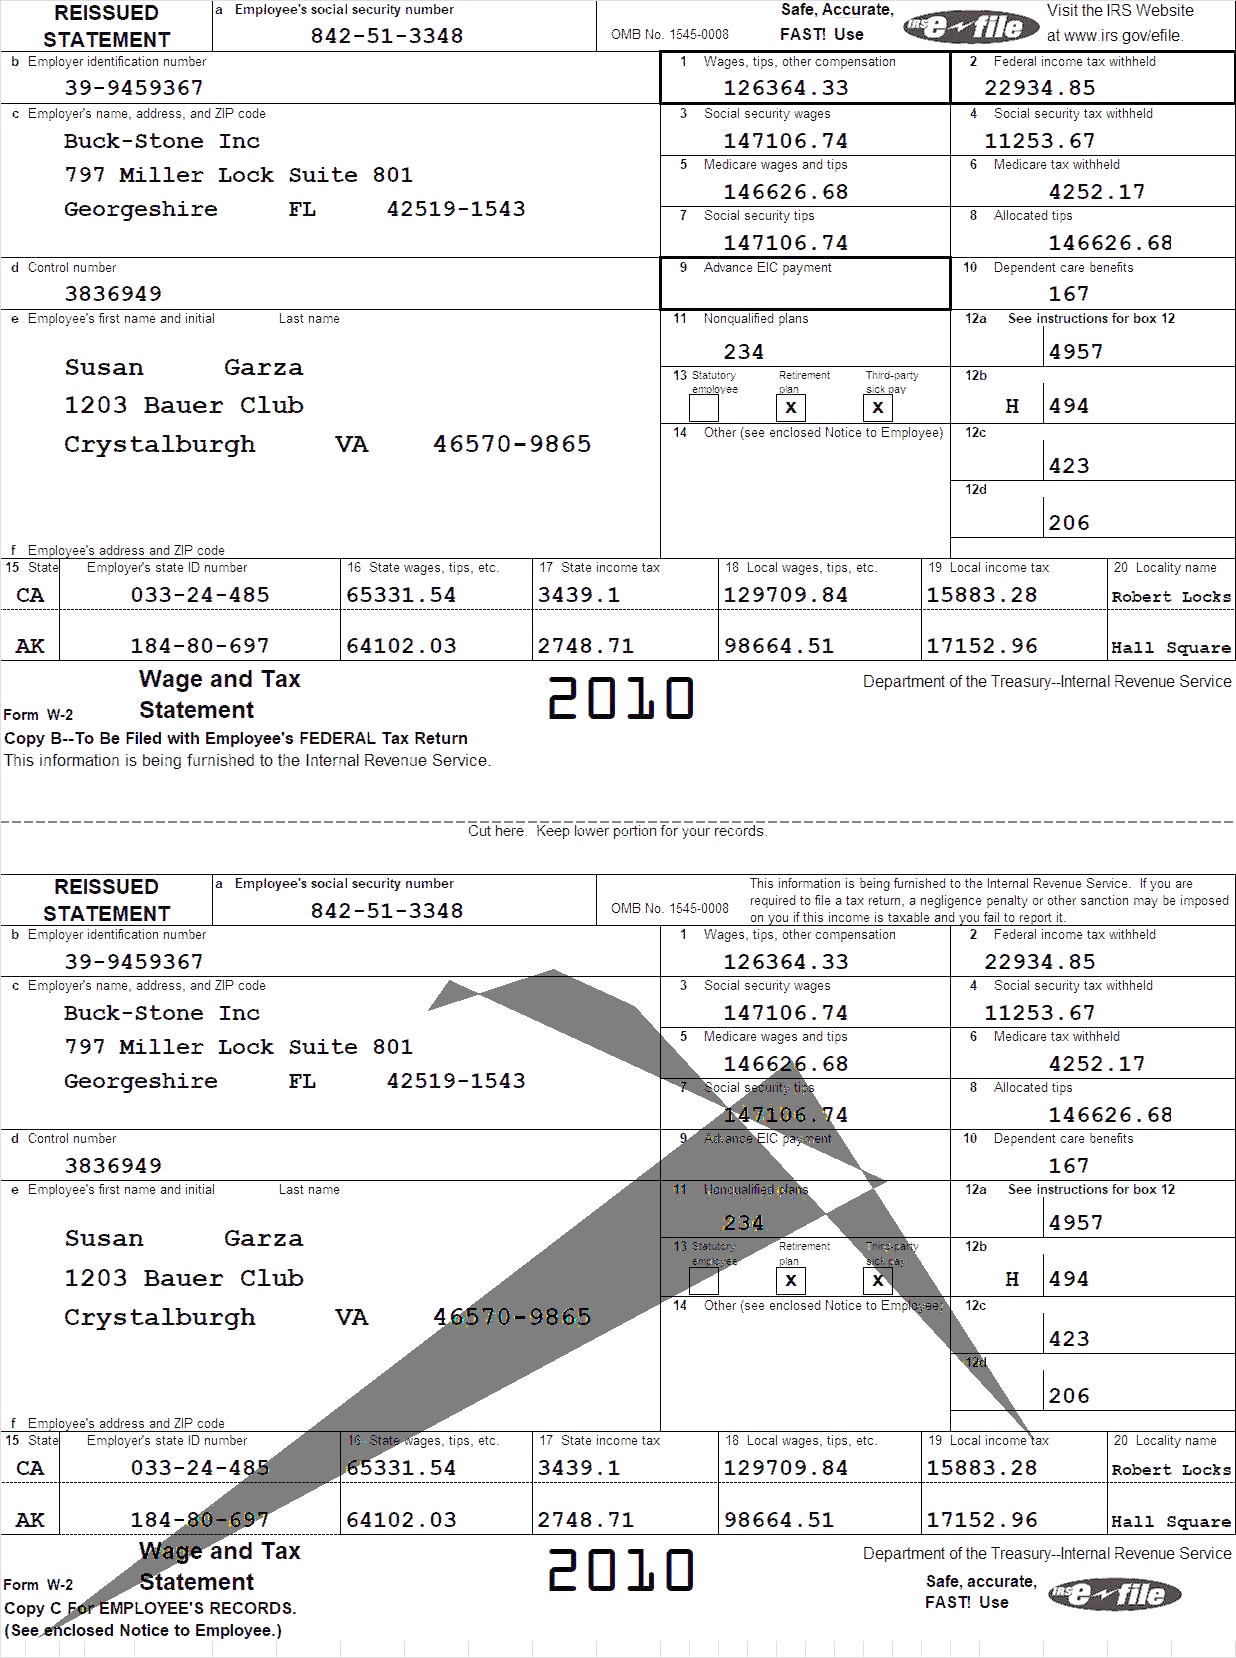 REISSUED STATEMENT
a Employee's social security number
842-51-3348
OMB No. 1545-0008
Safe, Accurate, FAST! Use
IRS e-file
Visit the IRS Website
at www.irs gov/efile.
b Employer identification number
39-9459367
1 Wages, tips, other compensation
126364.33
2 Federal income tax withheld
22934.85
c Employer's name, address, and ZIP code
Buck-Stone Inc
797 Miller Lock Suite 801
Georgeshire FL 42519-1543
3 Social security wages
147106.74
4 Social security tax withheld
11253.67
5 Medicare wages and tips
146626.68
6 Medicare tax withheld
4252.17
7 Social security tips
147106.74
8 Allocated tips
146626.68
d Control number
3836949
9 Advance EIC payment
10 Dependent care benefits
167
e Employee's first name and initial Last name
Susan Garza
1203 Bauer Club
Crystalburgh VA 46570-9865
11 Nonqualified plans
234
12a See instructions for box 12
4957
13 Statutory employee
Retirement plan
X
Third-party sick pay
X
12b
H 494
14 Other (see enclosed Notice to Employee)
12c
423
12d
206
f Employee's address and ZIP code
15 State Employer's state ID number 16 State wages, tips, etc. 17 State income tax 18 Local wages, tips, etc. 19 Local income tax 20 Locality name
CA 033-24-485 65331.54 3439.1 129709.84 15883.28 Robert Locks
AK 184-80-697 64102.03 2748.71 98664.51 17152.96 Hall Square
Wage and Tax
Form W-2 Statement
2010
Department of the Treasury--Internal Revenue Service
Copy B--To Be Filed with Employee's FEDERAL Tax Return
This information is being furnished to the Internal Revenue Service.
Cut here. Keep lower portion for your records.
REISSUED STATEMENT
a Employee's social security number
842-51-3348
OMB No. 1545-0008
This information is being furnished to the Internal Revenue Service. If you are
required to file a tax return, a negligence penalty or other sanction may be imposed
on you if this income is taxable and you fail to report it.
b Employer identification number
39-9459367
1 Wages, tips, other compensation
126364.33
2 Federal income tax withheld
22934.85
c Employer's name, address, and ZIP code
Buck-Stone Inc
797 Miller Lock Suite 801
Georgeshire FL 42519-1543
3 Social security wages
147106.74
4 Social security tax withheld
11253.67
5 Medicare wages and tips
146626.68
6 Medicare tax withheld
4252.17
7 Social security tips
147106.74
8 Allocated tips
146626.68
d Control number
3836949
9 Advance EIC payment
10 Dependent care benefits
167
e Employee's first name and initial Last name
Susan Garza
1203 Bauer Club
Crystalburgh VA 46570-9865
11 Nonqualified plans
234
12a See instructions for box 12
4957
13 Statutory employee
Retirement plan
X
Third-party sick pay
X
12b
H 494
14 Other (see enclosed Notice to Employee)
12c
423
12d
206
f Employee's address and ZIP code
15 State Employer's state ID number 16 State wages, tips, etc. 17 State income tax 18 Local wages, tips, etc. 19 Local income tax 20 Locality name
CA 033-24-485 65331.54 3439.1 129709.84 15883.28 Robert Locks
AK 184-80-697 64102.03 2748.71 98664.51 17152.96 Hall Square
Wage and Tax
Form W-2 Statement
2010
Department of the Treasury--Internal Revenue Service
Safe, accurate,
FAST! Use
IRS e-file
Copy C For EMPLOYEE'S RECORDS.
(See enclosed Notice to Employee.)